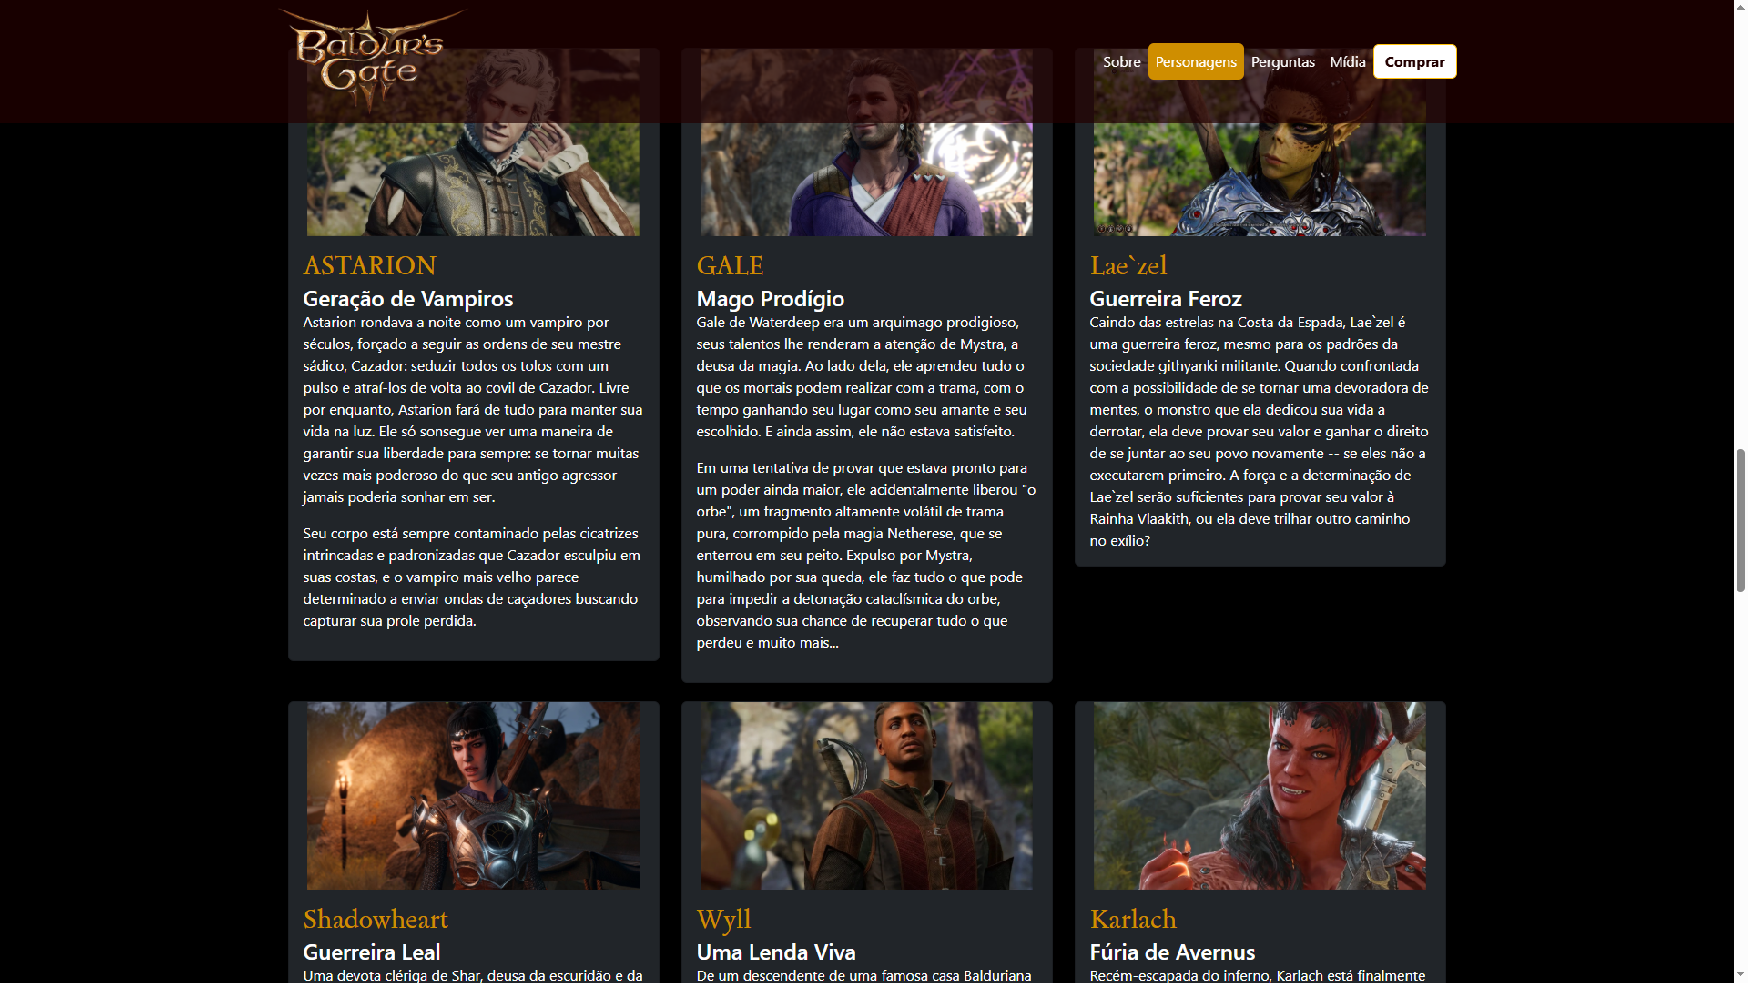 Baldur's
Gate
Sobre Personagens Perguntas Mídia Comprar
ASTARION
Geração de Vampiros
Astarion rondava a noite como um vampiro por
séculos, forçado a seguir as ordens de seu mestre
sádico, Cazador: seduzir todos os tolos com um
pulso e atraí-los de volta ao covil de Cazador. Livre
por enquanto, Astarion fará de tudo para manter sua
vida na luz. Ele só sonsegue ver uma maneira de
garantir sua liberdade para sempre: se tornar muitas
vezes mais poderoso do que seu antigo agressor
jamais poderia sonhar em ser.
Seu corpo está sempre contaminado pelas cicatrizes
intrincadas e padronizadas que Cazador esculpiu em
suas costas, e o vampiro mais velho parece
determinado a enviar ondas de caçadores buscando
capturar sua prole perdida.
GALE
Mago Prodígio
Gale de Waterdeep era um arquimago prodigioso,
seus talentos lhe renderam a atenção de Mystra, a
deusa da magia. Ao lado dela, ele aprendeu tudo o
que os mortais podem realizar com a trama, com o
tempo ganhando seu lugar como seu amante e seu
escolhido. E ainda assim, ele não estava satisfeito.
Em uma tentativa de provar que estava pronto para
um poder ainda maior, ele acidentalmente liberou "o
orbe", um fragmento altamente volátil de trama
pura, corrompido pela magia Netherese, que se
enterrou em seu peito. Expulso por Mystra,
humilhado por sua queda, ele faz tudo o que pode
para impedir a detonação cataclísmica do orbe,
observando sua chance de recuperar tudo o que
perdeu e muito mais...
Lae`zel
Guerreira Feroz
Caindo das estrelas na Costa da Espada, Lae`zel é
uma guerreira feroz, mesmo para os padrões da
sociedade githyanki militante. Quando confrontada
com a possibilidade de se tornar uma devoradora de
mentes, o monstro que ela dedicou sua vida a
derrotar, ela deve provar seu valor e ganhar o direito
de se juntar ao seu povo novamente -- se eles não a
executarem primeiro. A força e a determinação de
Lae`zel serão suficientes para provar seu valor à
Rainha Vlaakith, ou ela deve trilhar outro caminho
no exílio?
Shadowheart
Guerreira Leal
Uma devota clériga de Shar, deusa da escuridão e da
Wyll
Uma Lenda Viva
De um descendente de uma famosa casa Balduriana
Karlach
Fúria de Avernus
Recém-escapada do inferno, Karlach está finalmente